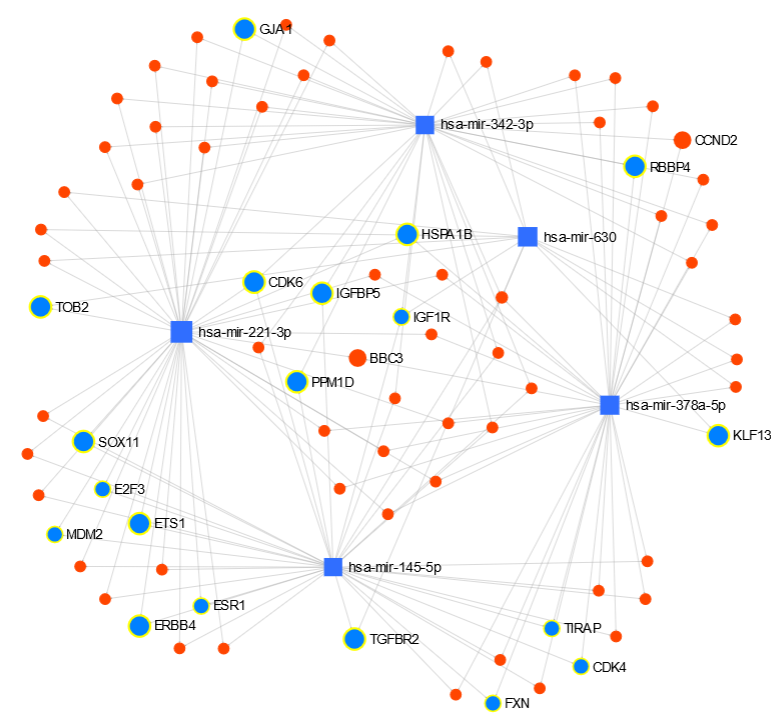 GJA1
hsa-mir-342-3p
CCND2
RBBP4
HSPA1B
hsa-mir-630
CDK6
IGFBP5
TOB2
IGF1R
hsa-mir-221-3p
BBC3
PPM1D
hsa-mir-378a-5p
KLF13
SOX11
E2F3
ETS1
MDM2
hsa-mir-145-5p
ESR1
ERBB4
TIRAP
TGFBR2
CDK4
FXN